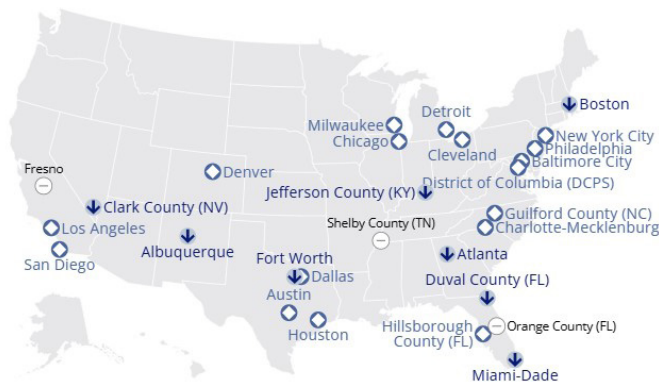 Boston
Detroit
Milwaukee
Chicago
Cleveland
New York City
Philadelphia
Baltimore City
District of Columbia (DCPS)
Fresno
Denver
Jefferson County (KY)
Clark County (NV)
Guilford County (NC)
Shelby County (TN)
Charlotte-Mecklenburg
Los Angeles
Albuquerque
San Diego
Fort Worth
Atlanta
Dallas
Duval County (FL)
Austin
Houston
Hillsborough
County (FL)
Orange County (FL)
Miami-Dade